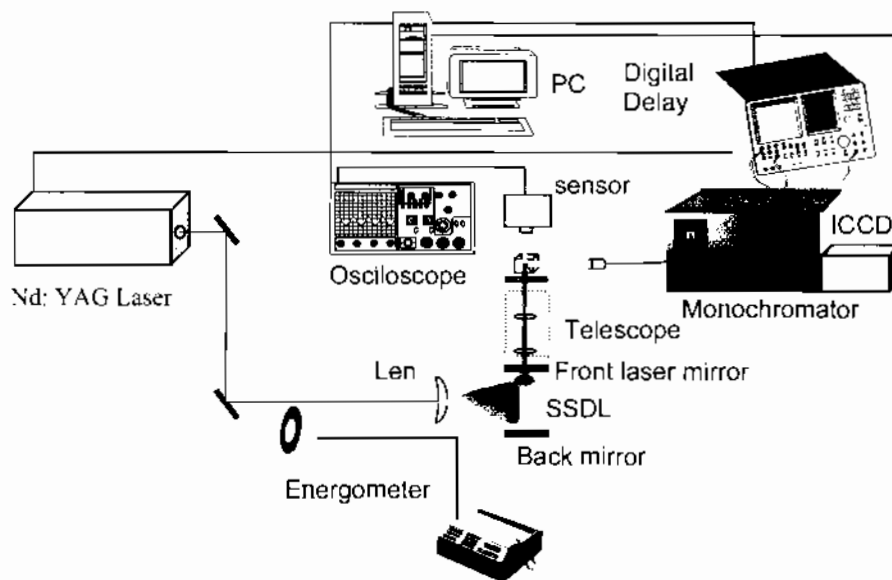 PC
Digital
Delay
sensor
ICCD
Osciloscope
Nd: YAG Laser
Monochromator
Telescope
Len
Front laser mirror
SSDL
Back mirror
Energometer